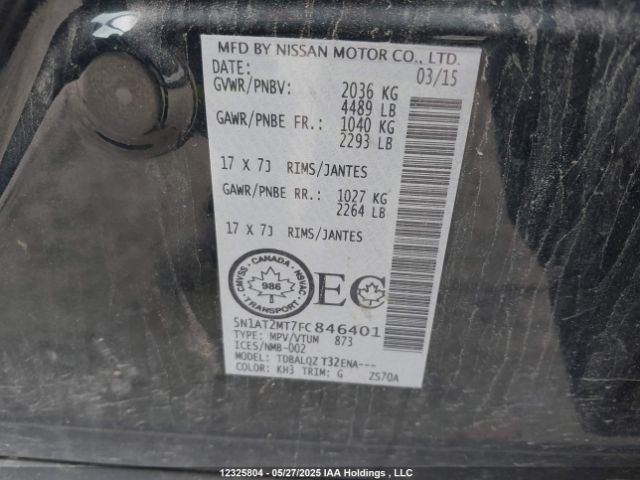 MFD BY NISSAN MOTOR CO., LTD.
DATE: 03/15
GVWR/PNBV: 2036 KG
4489 LB
GAWR/PNBE FR.: 1040 KG
2293 LB
17 X 7J RIMS/JANTES
GAWR/PNBE RR.: 1027 KG
2264 LB
17 X 7J RIMS/JANTES
CANADA
CMVSS 986 NSVAC
TRANSPORT
EC
5N1AT2MT7FC846401
TYPE: MPV/VTUM 873
ICES/NMB-002
MODEL: TDBALQZ T32ENA---
COLOR: KH3 TRIM: G ZS70A
12325804 - 05/27/2025 IAA Holdings , LLC